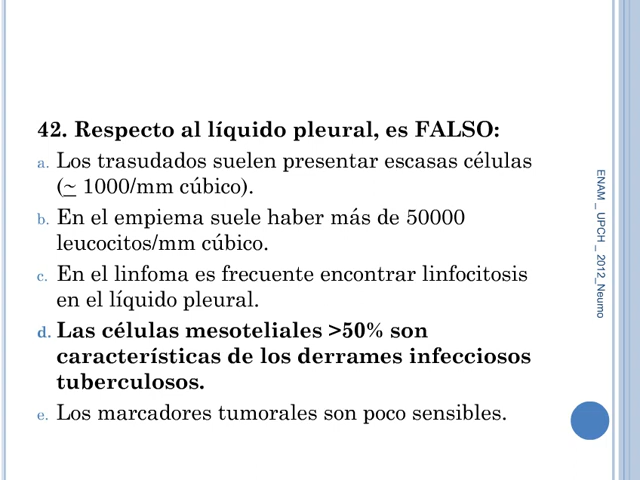 42. Respecto al líquido pleural, es FALSO:
a. Los trasudados suelen presentar escasas células
(~ 1000/mm cúbico).
b. En el empiema suele haber más de 50000
leucocitos/mm cúbico.
c. En el linfoma es frecuente encontrar linfocitosis
en el líquido pleural.
d. Las células mesoteliales >50% son
características de los derrames infecciosos
tuberculosos.
e. Los marcadores tumorales son poco sensibles.
ENAM _ UPCH _ 2012_Neumo